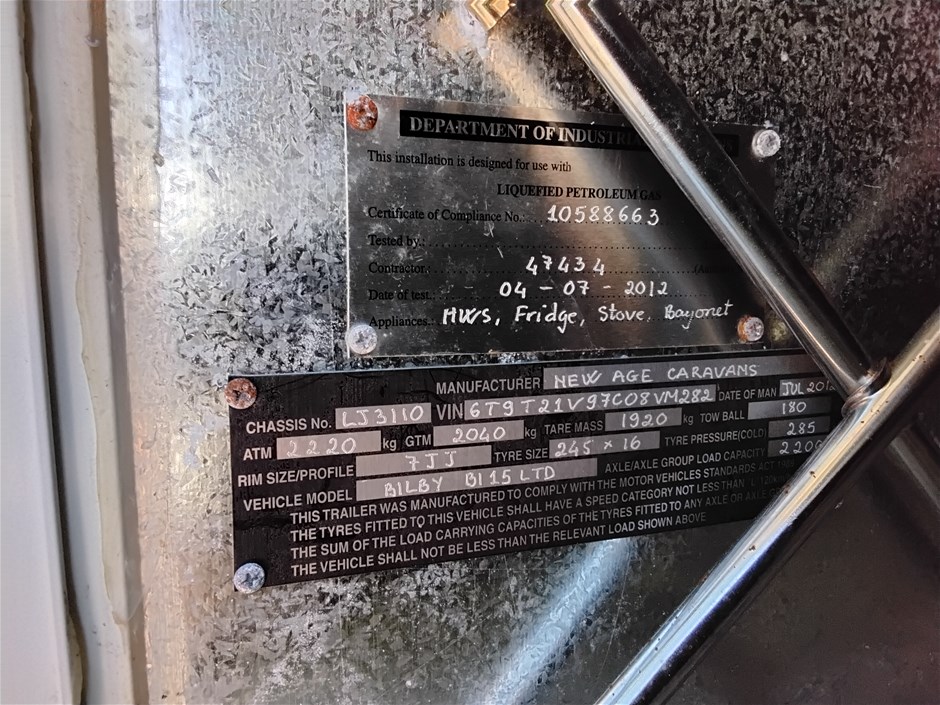 DEPARTMENT OF
This installation is designed for use with
LIQUEFIED PETROLEUM GAS
Certificate of Compliance No.: 10588663
Tested by.:
Contractor.: 47434
Date of test.: 04 - 07 - 2012
Appliances.: HWS, Fridge, Stove, Bayonet
MANUFACTURER NEW AGE CARAVANS
CHASSIS No. LJ3110 VIN 6T9T21V97C08VM282 DATE OF MAN JUL
ATM 2220 kg GTM 2040 kg TARE MASS 1920 kg TOW BALL 180
RIM SIZE/PROFILE 7JJ TYRE SIZE 245 x 16 TYRE PRESSURE(COLD) 285
VEHICLE MODEL BILBY BI 15 LTD AXLE/AXLE GROUP LOAD CAPACITY
THIS TRAILER WAS MANUFACTURED TO COMPLY WITH THE MOTOR VEHICLES STANDARDS ACT
THE TYRES FITTED TO THIS VEHICLE SHALL HAVE A SPEED CATEGORY NOT LESS THAN
THE SUM OF THE LOAD CARRYING CAPACITIES OF THE TYRES FITTED TO ANY AXLE OR AXLE
THE VEHICLE SHALL NOT BE LESS THAN THE RELEVANT LOAD SHOWN ABOVE